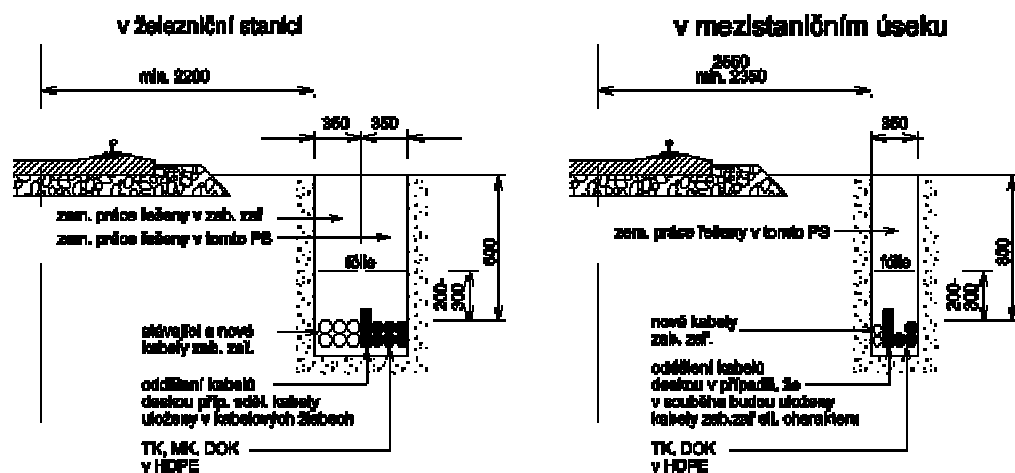 v železniční stanici
min. 2200
350 350
zem. práce řešeny v zab. zař
zem. práce řešeny v tomto PS
fólie
200-
300
stávající a nové
kabely zab. zař.
oddělení kabelů
deskou příp. sděl. kabely
uloženy v kabelových žlabech
TK, MK, DOK
v HDPE
v mezistaničním úseku
2550
min. 2350
350
zem. práce řešeny v tomto PS
fólie
800
200-
300
nové kabely
zab. zař.
oddělení kabelů
deskou v případě, že
v souběhu budou uloženy
kabely zab.zař sil. charakteru
TK, DOK
v HDPE